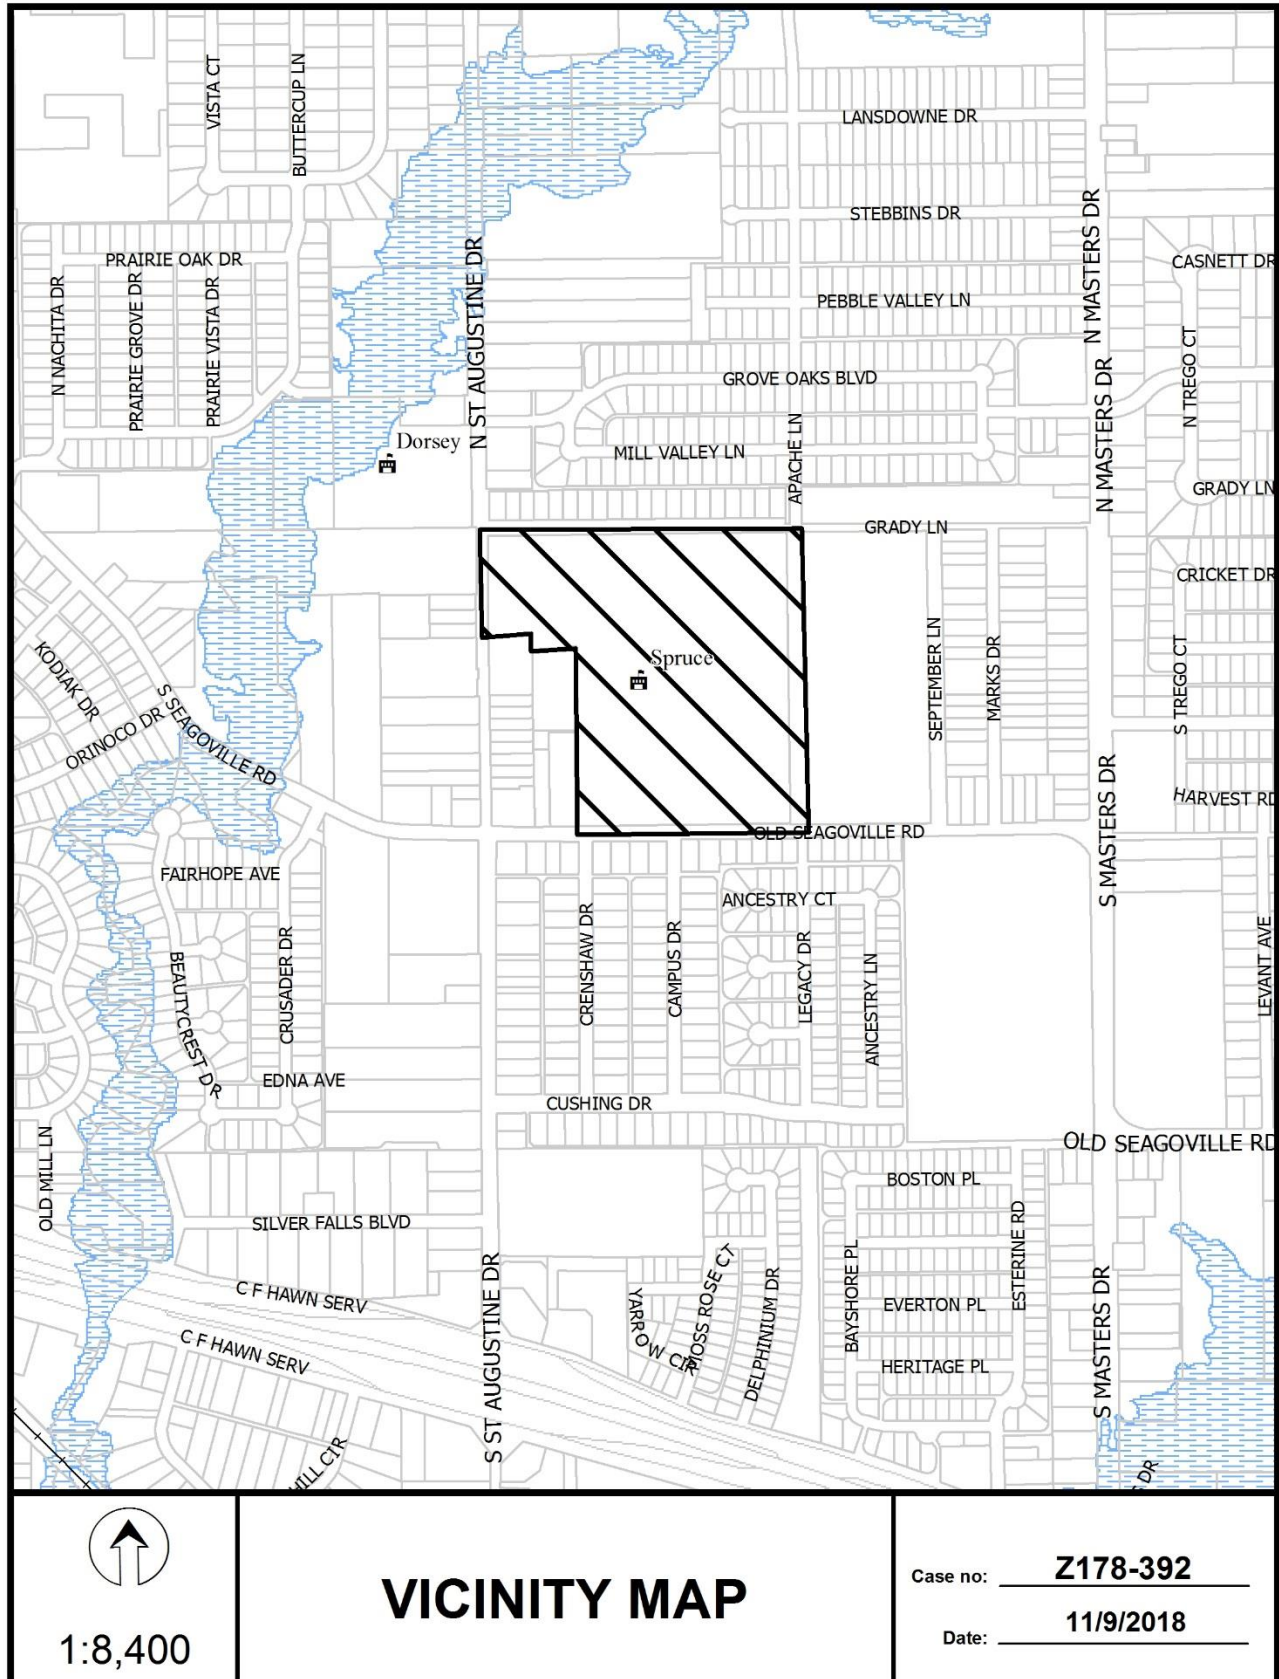 VISTA CT
BUTTERCUP LN
LANSDOWNE DR
STEBBINS DR
N MASTERS DR
CASNETT DR
PRAIRIE OAK DR
N NACHITA DR
PRAIRIE GROVE DR
PRAIRIE VISTA DR
N ST AUGUSTINE DR
PEBBLE VALLEY LN
N TREGO CT
GROVE OAKS BLVD
N MASTERS DR
Dorsey
MILL VALLEY LN
APACHE LN
GRADY LN
GRADY LN
CRICKET DR
KODIAK DR
ORINOCO DR
S SEAGOVILLE RD
Spruce
SEPTEMBER LN
MARKS DR
S TREGO CT
HARVEST RD
OLD SEAGOVILLE RD
S MASTERS DR
FAIRHOPE AVE
ANCESTRY CT
CRENSHAW DR
CAMPUS DR
LEGACY DR
ANCESTRY LN
LEVANT AVE
BEAUTYCREST DR
CRUSADER DR
EDNA AVE
CUSHING DR
OLD SEAGOVILLE RD
OLD MILL LN
BOSTON PL
SILVER FALLS BLVD
ESTERINE RD
S ST AUGUSTINE DR
C F HAWN SERV
YARROW CIR
MOSS ROSE CT
DELPHINIUM DR
BAYSHORE PL
EVERTON PL
S MASTERS DR
C F HAWN SERV
HERITAGE PL
HILL CIR
DR
1:8,400
VICINITY MAP
Case no: Z178-392
Date: 11/9/2018